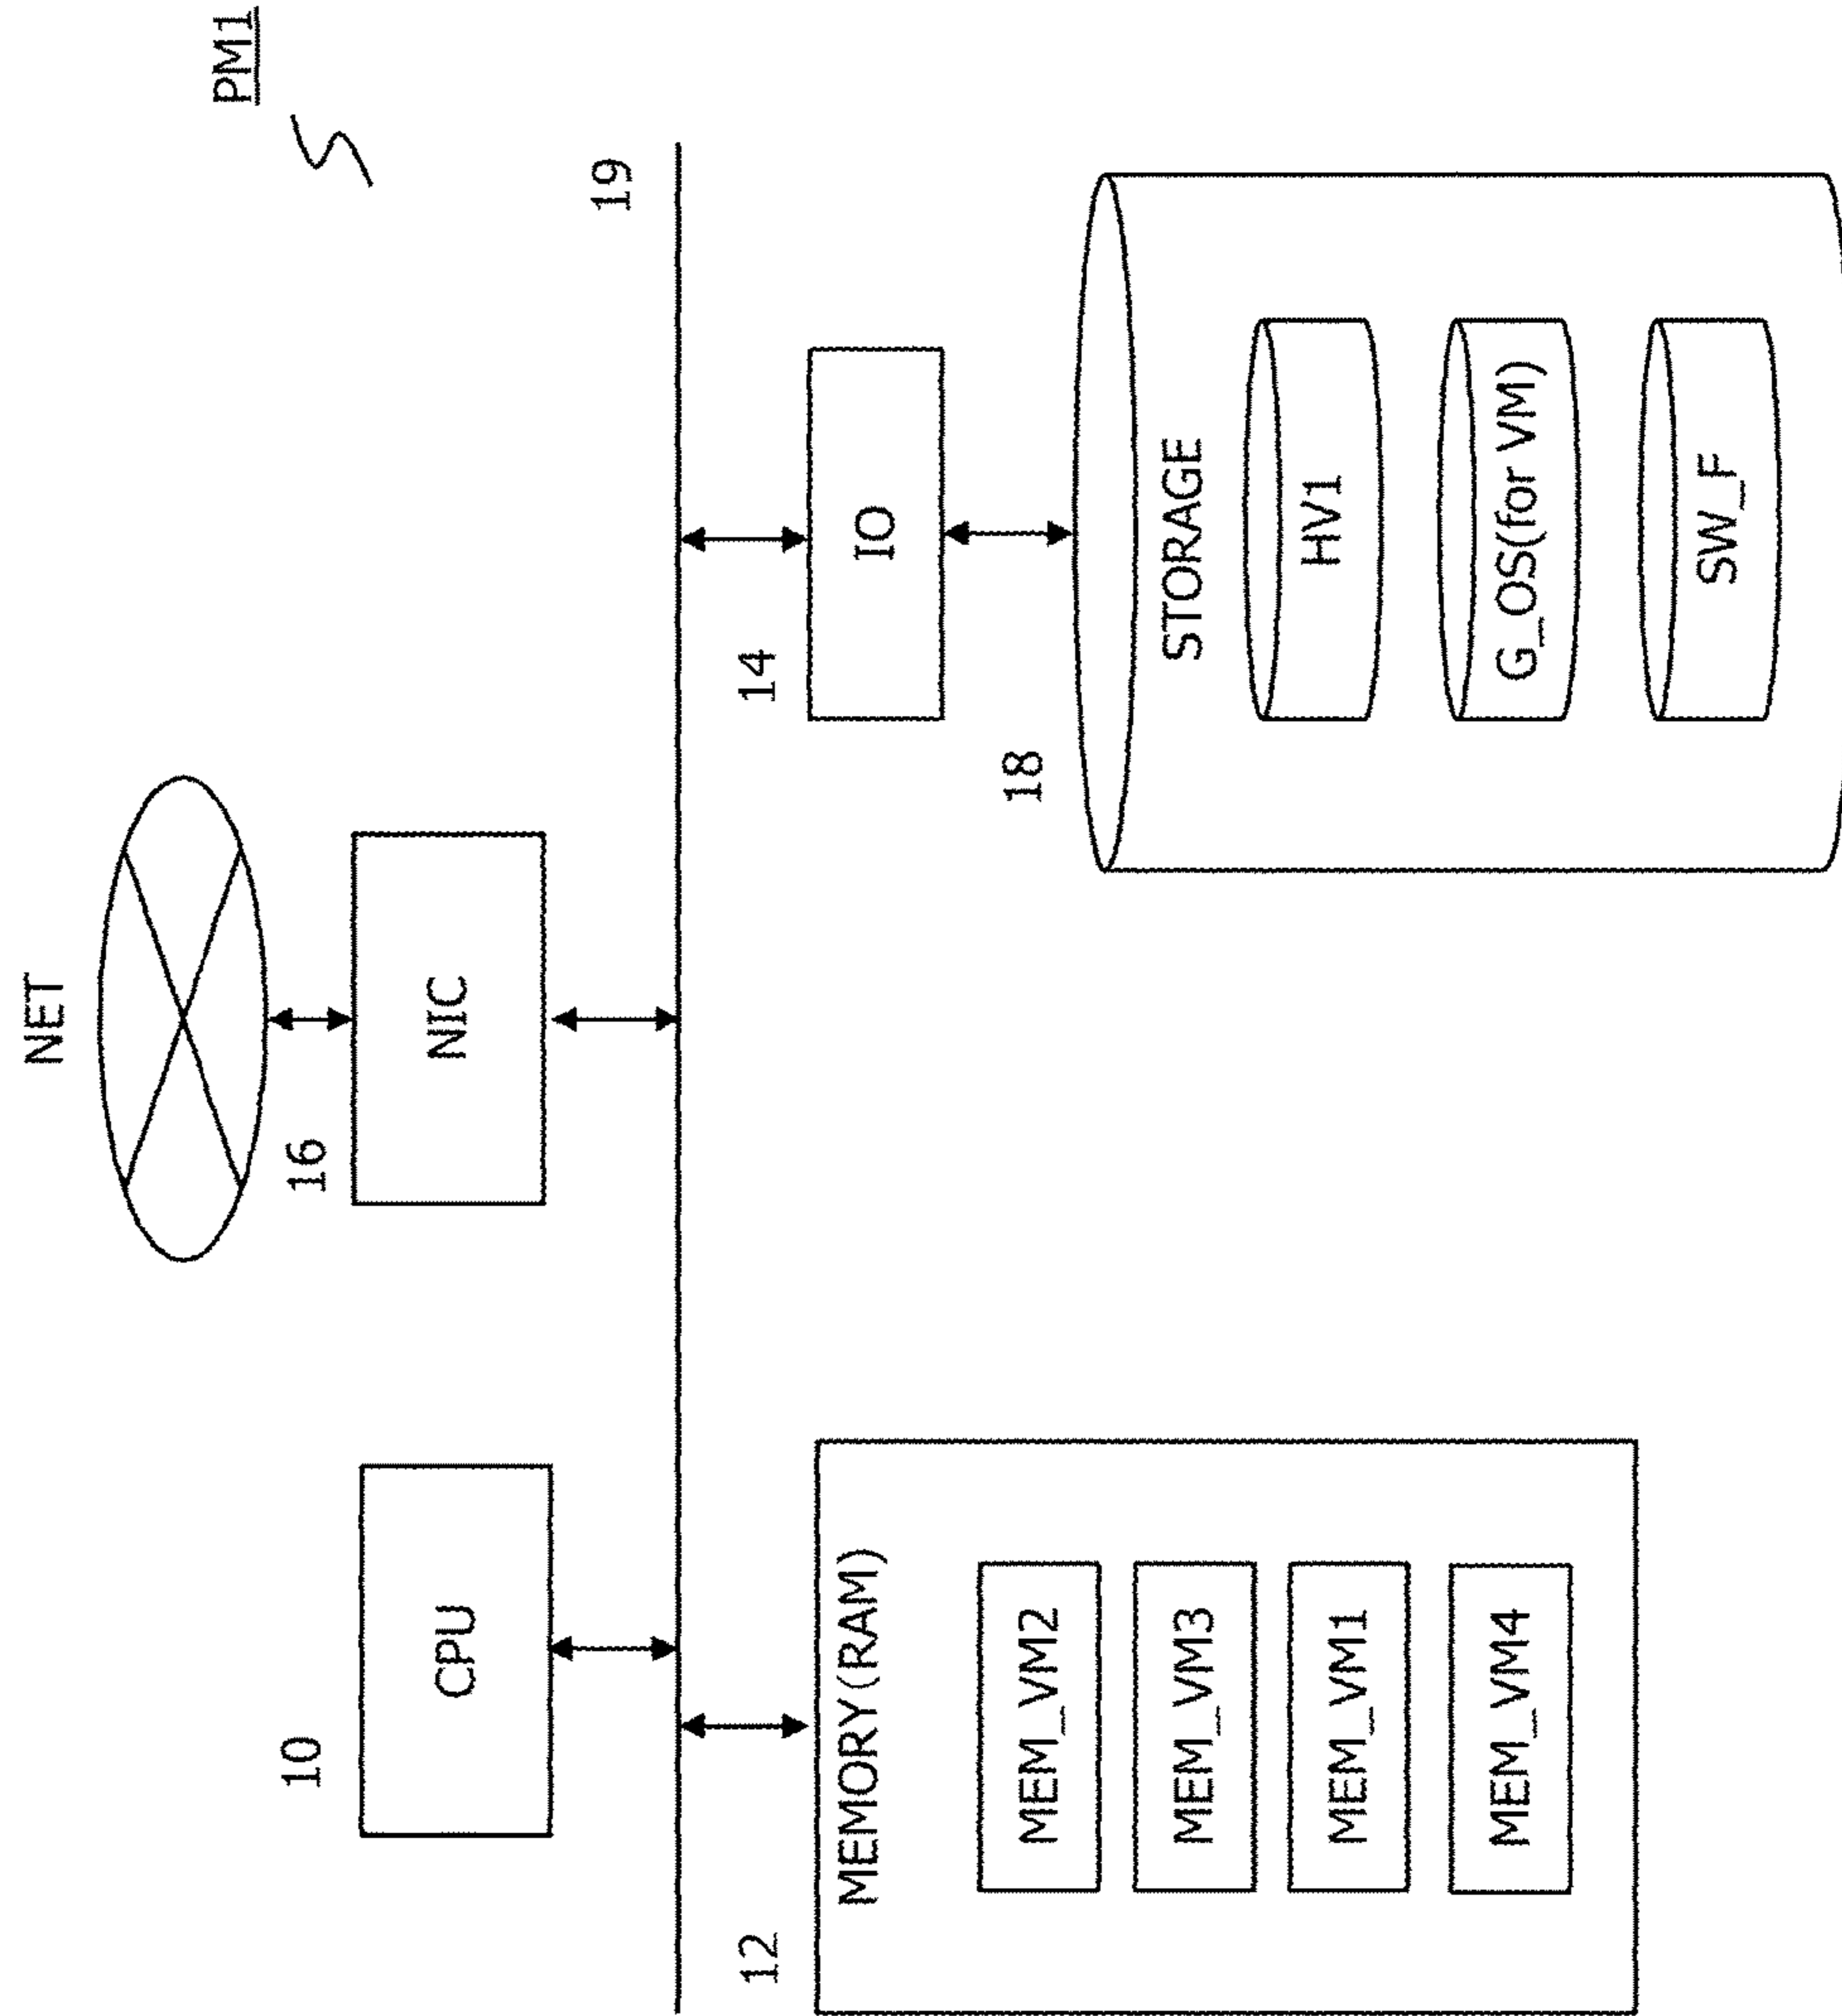 PM1
NET
16
NIC
10
CPU
19
12
MEMORY(RAM)
MEM_VM2
MEM_VM3
MEM_VM1
MEM_VM4
14
IO
18
STORAGE
HV1
G_OS(for VM)
SW_F